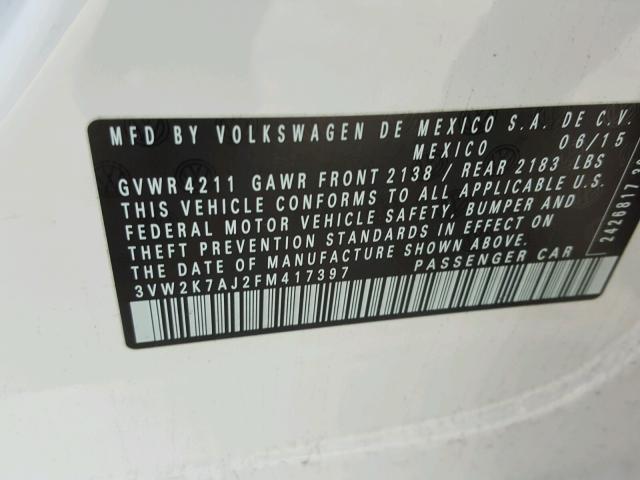 MFD BY VOLKSWAGEN DE MEXICO S.A. DE C.V.
MEXICO 06/15
GVWR 4211 GAWR FRONT 2138 / REAR 2183 LBS
THIS VEHICLE CONFORMS TO ALL APPLICABLE U.S.
FEDERAL MOTOR VEHICLE SAFETY, BUMPER AND
THEFT PREVENTION STANDARDS IN EFFECT ON
THE DATE OF MANUFACTURE SHOWN ABOVE.
3VW2K7AJ2FM417397 PASSENGER CAR
2426817